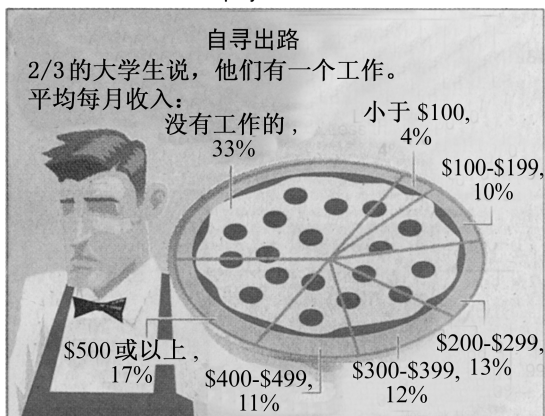 自寻出路
2/3的大学生说，他们有一个工作。
平均每月收入：
没有工作的，
33%
小于 $100,
4%
$100-$199,
10%
$200-$299,
13%
$300-$399,
12%
$400-$499,
11%
$500或以上，
17%